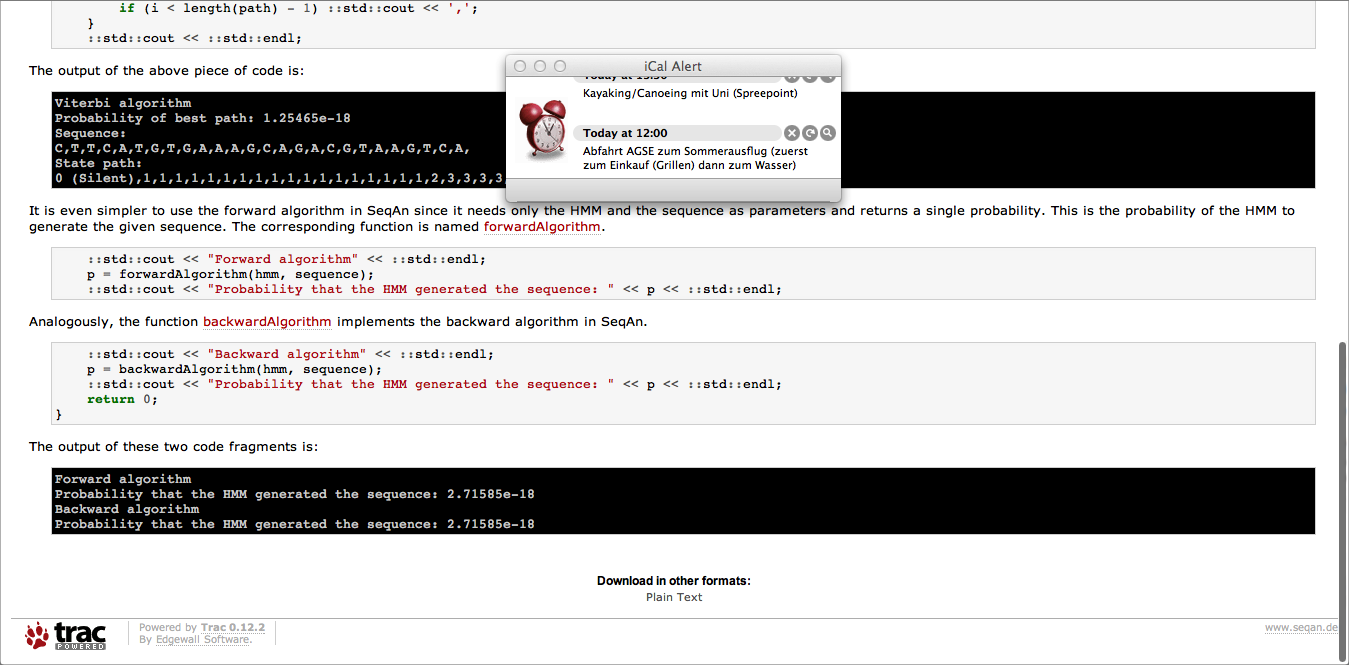 if (i < length(path) - 1) ::std::cout << ',';
}
::std::cout << ::std::endl;
The output of the above piece of code is:
Viterbi algorithm
Probability of best path: 1.25465e-18
Sequence:
C,T,T,C,A,T,G,T,G,A,A,A,G,C,A,G,A,C,G,T,A,A,G,T,C,A,
State path:
0 (Silent),1,1,1,1,1,1,1,1,1,1,1,1,1,1,1,1,1,1,2,3,3,3,3,
iCal Alert
Today at
Kayaking/Canoeing mit Uni (Spreepoint)
Today at 12:00
Abfahrt AGSE zum Sommerausflug (zuerst
zum Einkauf (Grillen) dann zum Wasser)
It is even simpler to use the forward algorithm in SeqAn since it needs only the HMM and the sequence as parameters and returns a single probability. This is the probability of the HMM to
generate the given sequence. The corresponding function is named forwardAlgorithm.
::std::cout << "Forward algorithm" << ::std::endl;
p = forwardAlgorithm(hmm, sequence);
::std::cout << "Probability that the HMM generated the sequence: " << p << ::std::endl;
Analogously, the function backwardAlgorithm implements the backward algorithm in SeqAn.
::std::cout << "Backward algorithm" << ::std::endl;
p = backwardAlgorithm(hmm, sequence);
::std::cout << "Probability that the HMM generated the sequence: " << p << ::std::endl;
return 0;
}
The output of these two code fragments is:
Forward algorithm
Probability that the HMM generated the sequence: 2.71585e-18
Backward algorithm
Probability that the HMM generated the sequence: 2.71585e-18
Download in other formats:
Plain Text
trac
POWERED
Powered by Trac 0.12.2
By Edgewall Software.
www.seqan.de